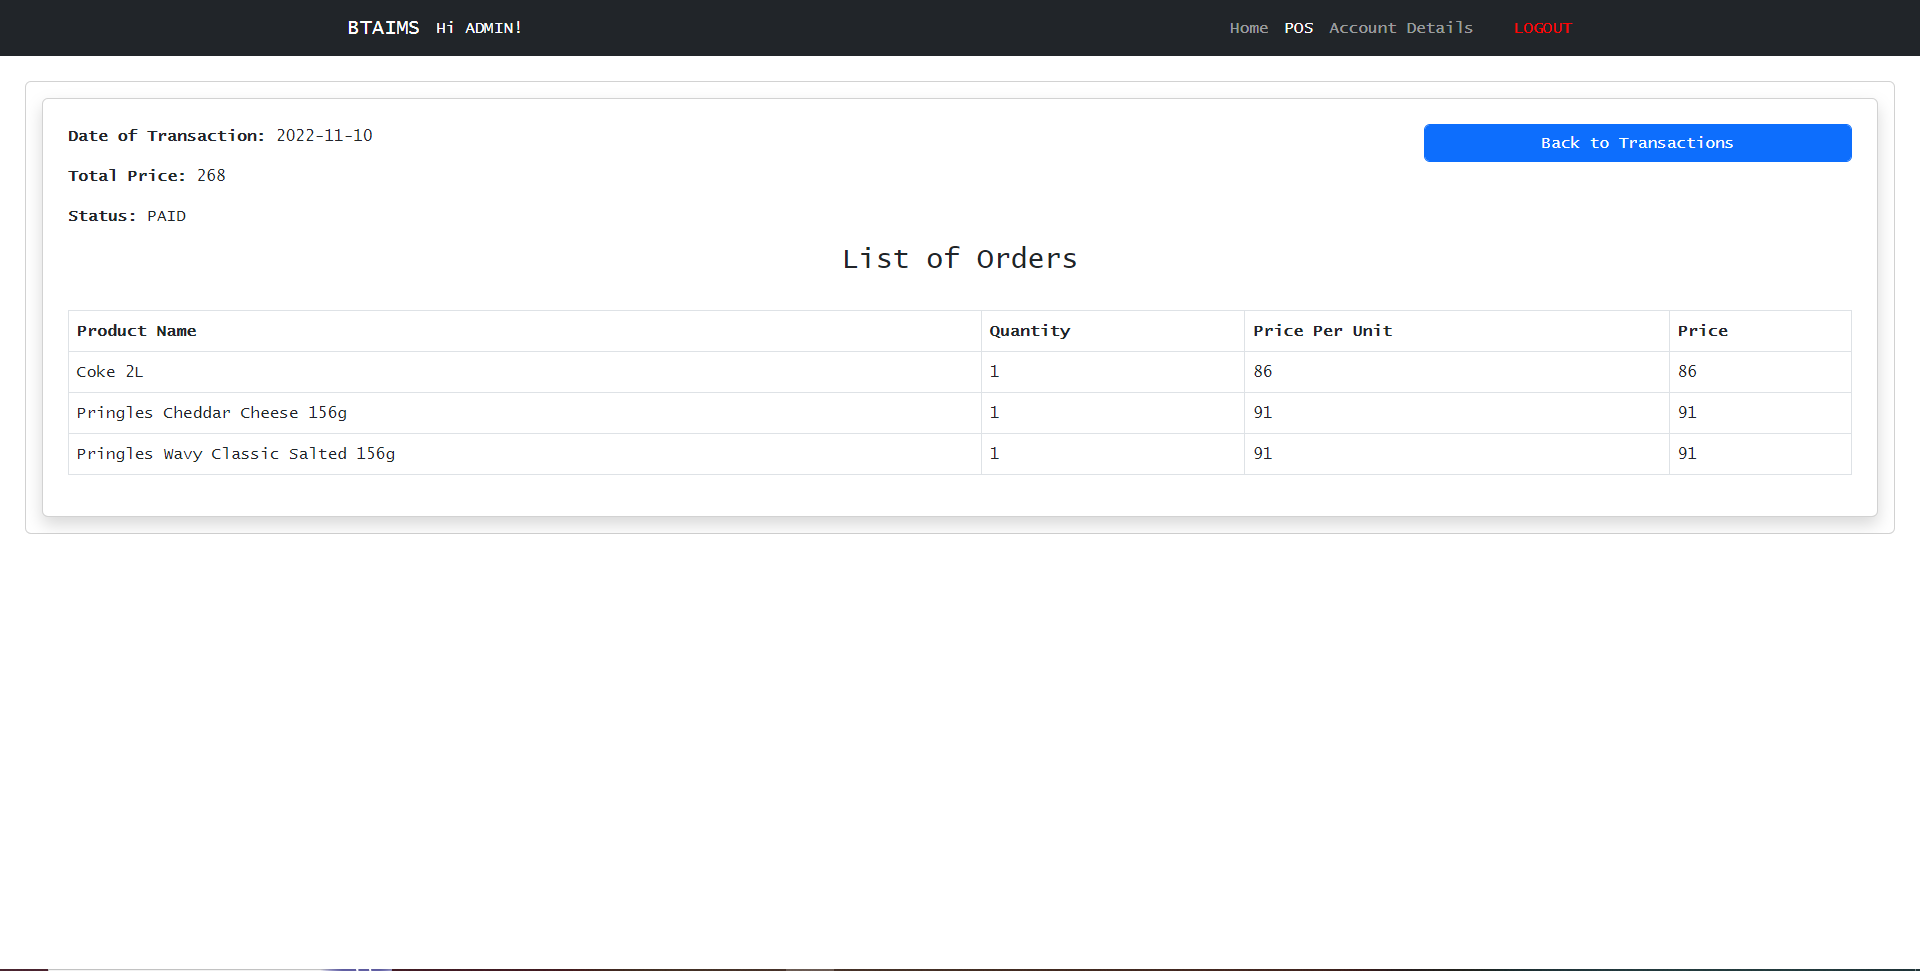 BTAIMS Hi ADMIN! Home POS Account Details LOGOUT
Date of Transaction: 2022-11-10
Back to Transactions
Total Price: 268
Status: PAID
List of Orders
Product Name Quantity Price Per Unit Price
Coke 2L 1 86 86
Pringles Cheddar Cheese 156g 1 91 91
Pringles Wavy Classic Salted 156g 1 91 91